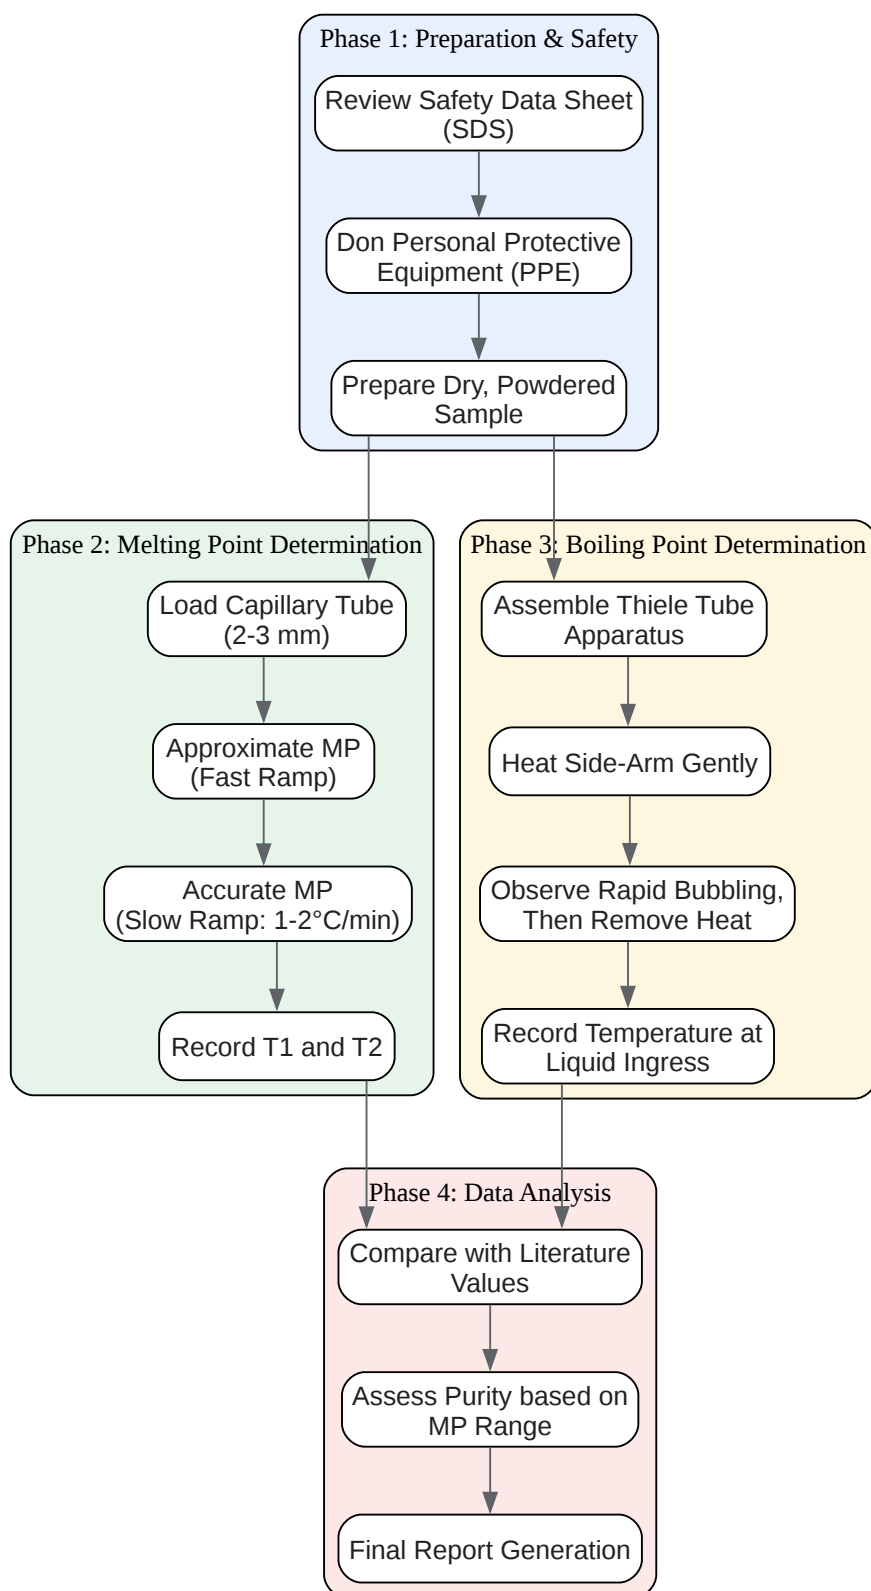 Phase 1: Preparation & Safety
Review Safety Data Sheet
(SDS)
Don Personal Protective
Equipment (PPE)
Prepare Dry, Powdered
Sample
Phase 2: Melting Point Determination
Load Capillary Tube
(2-3 mm)
Approximate MP
(Fast Ramp)
Accurate MP
(Slow Ramp: 1-2°C/min)
Record T1 and T2
Phase 3: Boiling Point Determination
Assemble Thiele Tube
Apparatus
Heat Side-Arm Gently
Observe Rapid Bubbling,
Then Remove Heat
Record Temperature at
Liquid Ingress
Phase 4: Data Analysis
Compare with Literature
Values
Assess Purity based on
MP Range
Final Report Generation